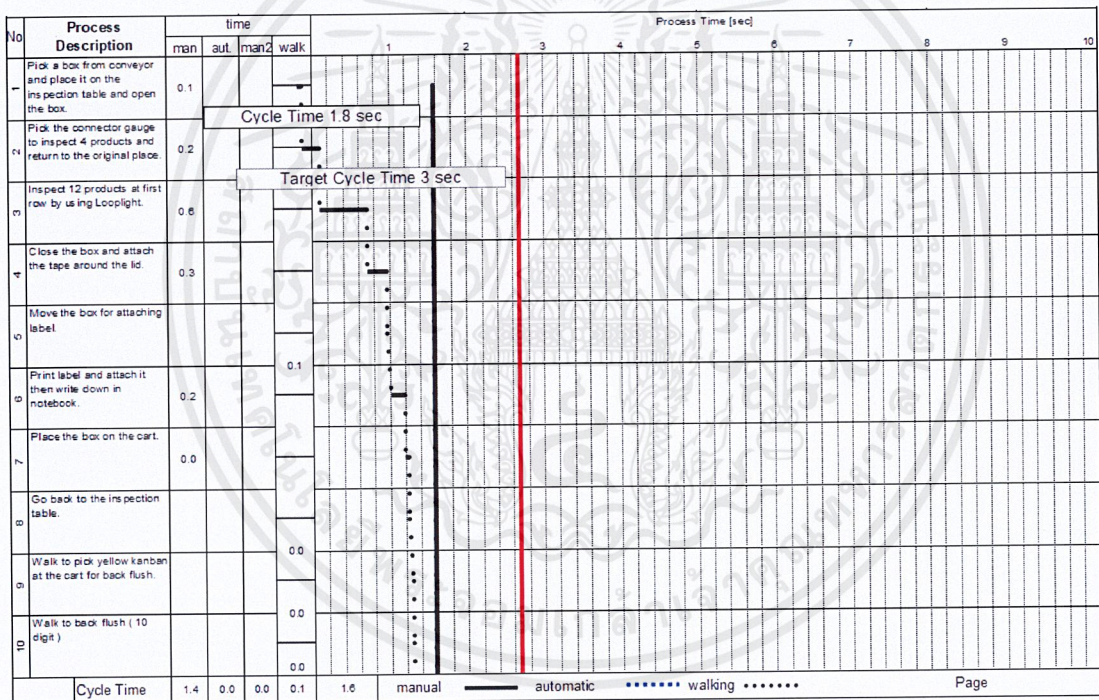 Process Time [sec]
No Process Description time
man aut. man2 walk 1 2 3 4 5 6 7 8 9 10
1 Pick a box from conveyor
and place it on the
inspection table and open
the box.
0.1
Cycle Time 1.8 sec
2 Pick the connector gauge
to inspect 4 products and
return to the original place.
0.2
Target Cycle Time 3 sec
3 Inspect 12 products at first
row by using Looplight.
0.6
4 Close the box and attach
the tape around the lid.
0.3
5 Move the box for attaching
label.
0.1
6 Print label and attach it
then write down in
notebook.
0.2
7 Place the box on the cart.
0.0
8 Go back to the inspection
table.
0.0
9 Walk to pick yellow kanban
at the cart for back flush.
0.0
10 Walk to back flush ( 10
digit )
0.0
Cycle Time 1.4 0.0 0.0 0.1 1.6 manual automatic walking Page